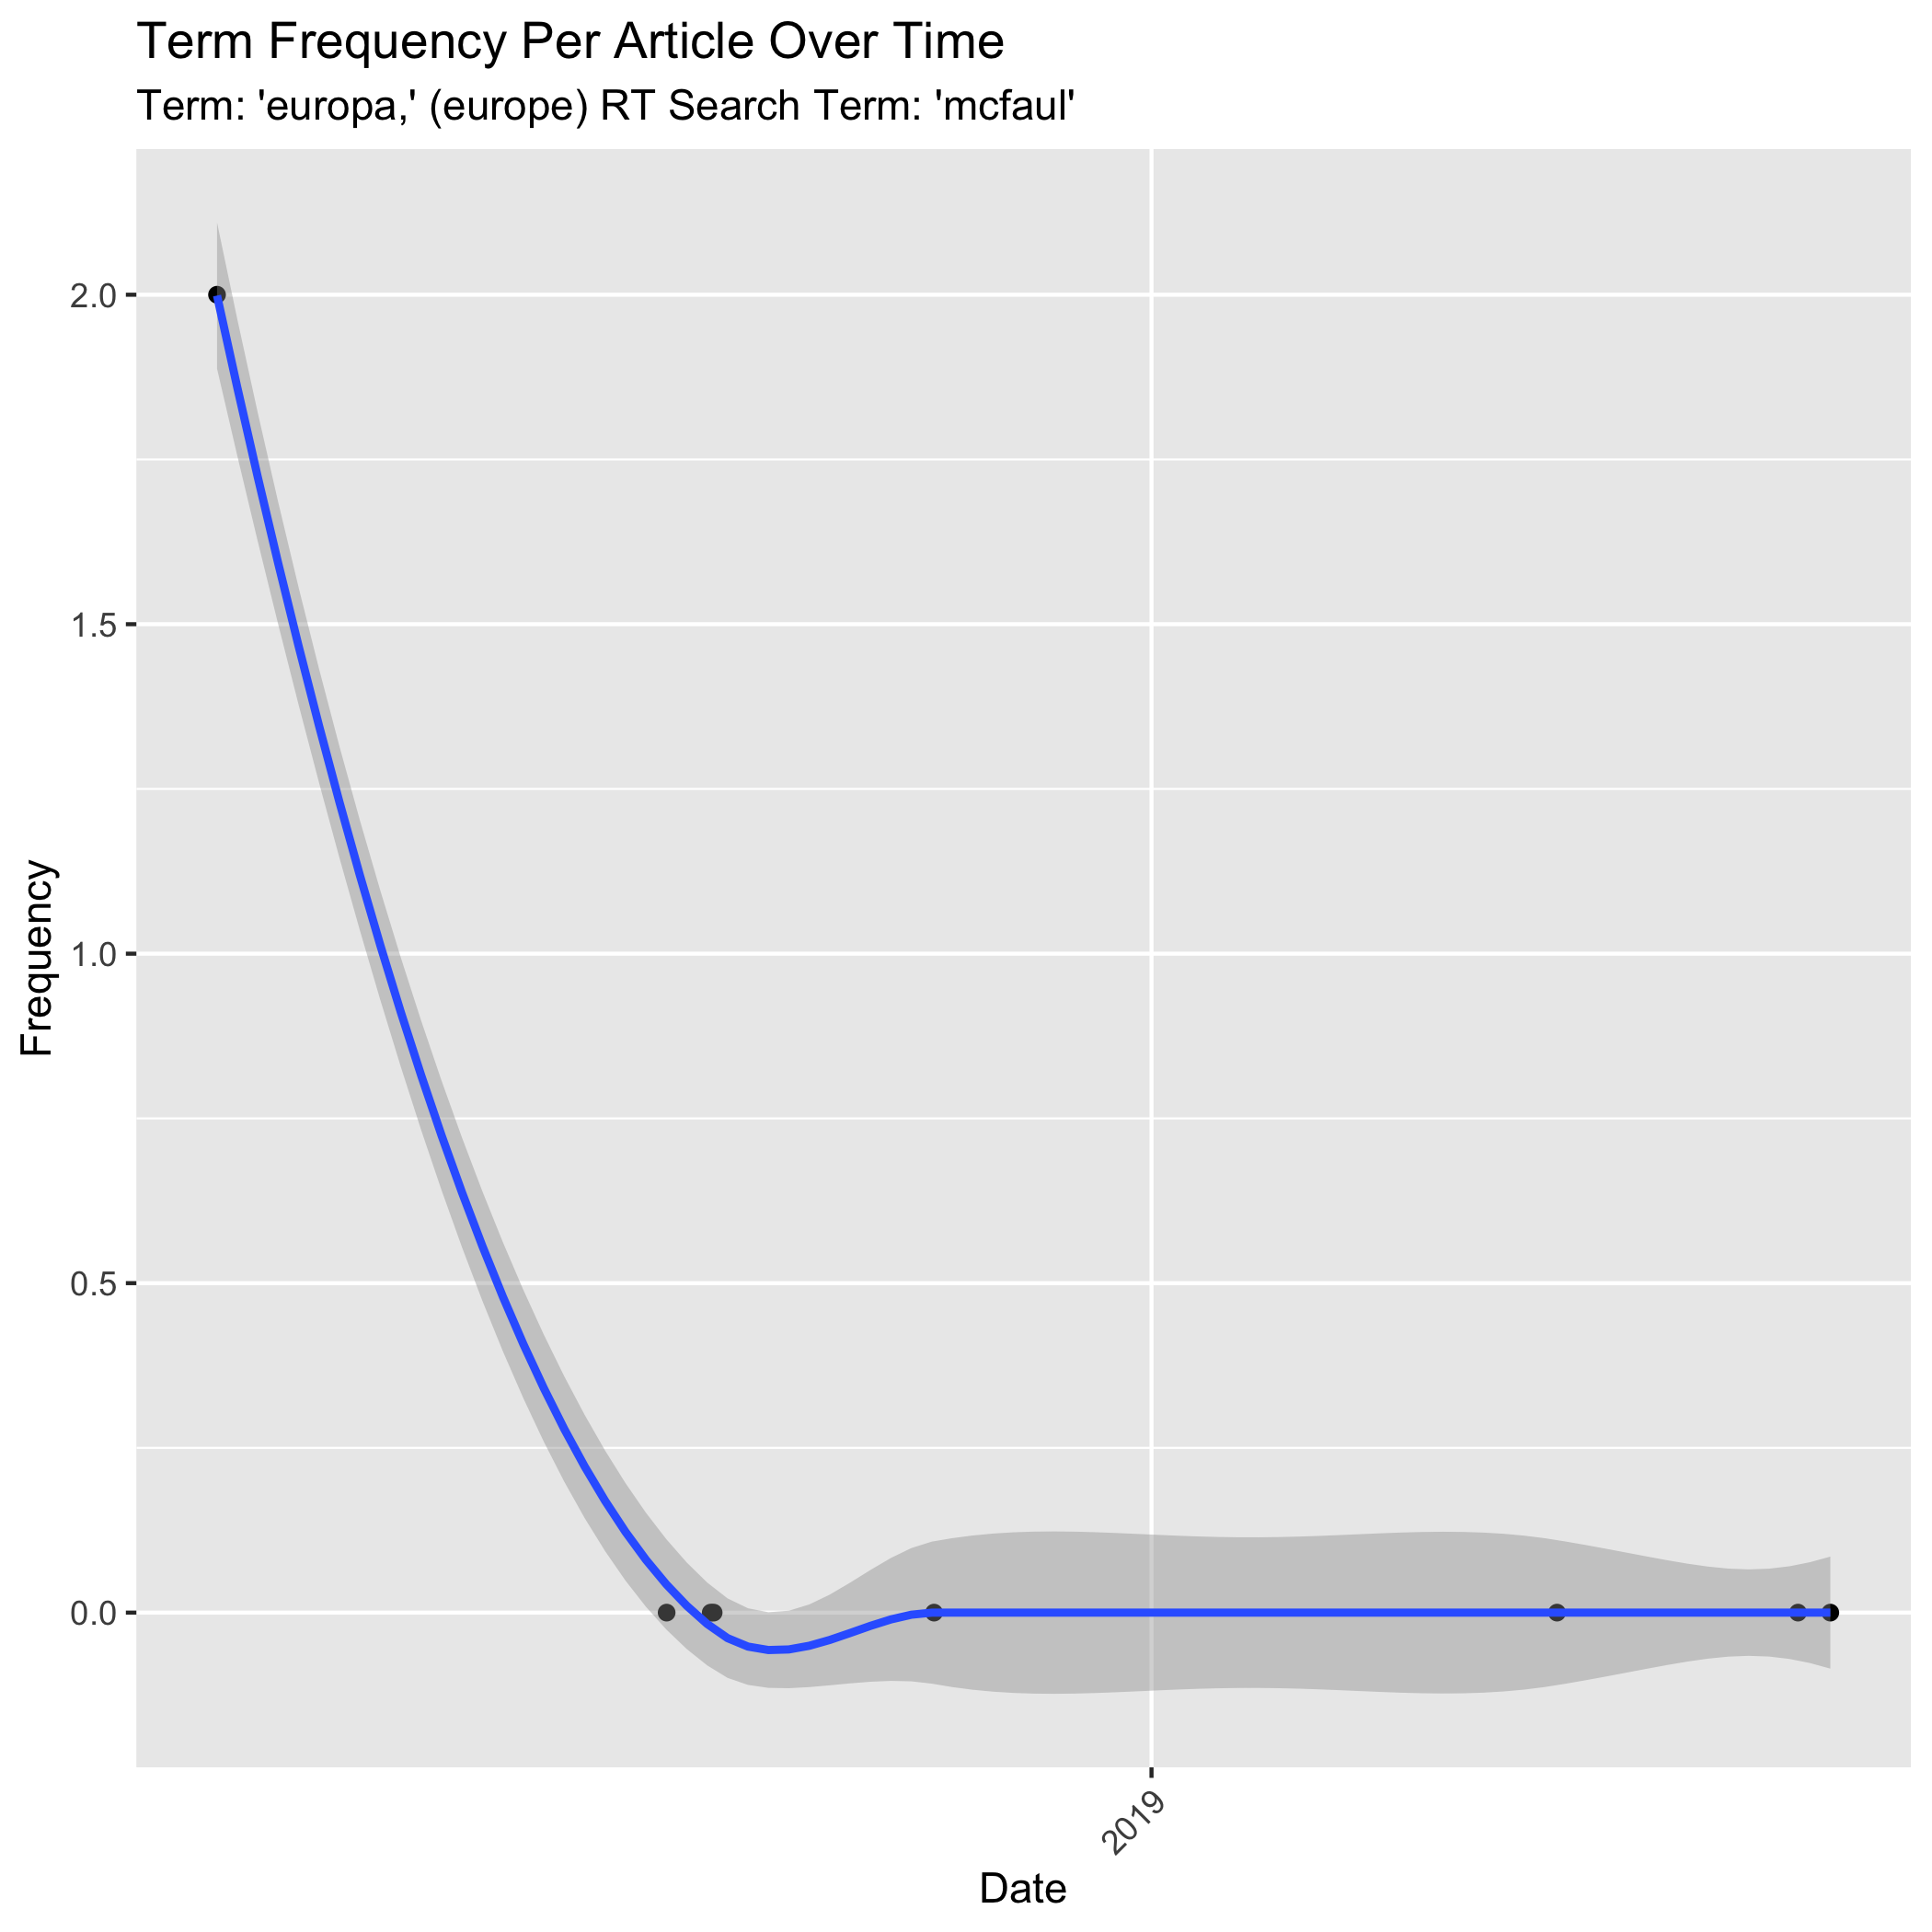 Term Frequency Per Article Over Time
Term: 'europa,' (europe) RT Search Term: 'mcfaul'
Frequency
2.0
1.5
1.0
0.5
0.0
2019
Date